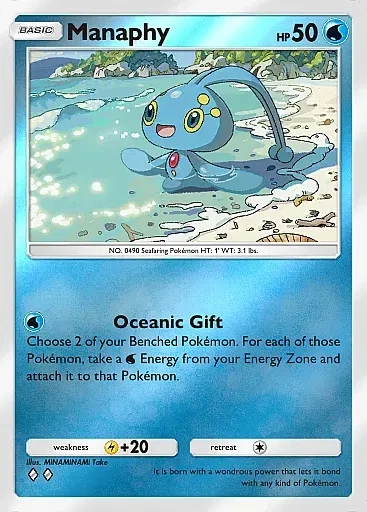 BASIC Manaphy HP 50
NO. 0490 Seafaring Pokémon HT: 1' WT: 3.1 lbs.
Oceanic Gift
Choose 2 of your Benched Pokémon. For each of those
Pokémon, take a Energy from your Energy Zone and
attach it to that Pokémon.
weakness +20 retreat
Illus. MINAMINAMI Take
It is born with a wondrous power that lets it bond
with any kind of Pokémon.